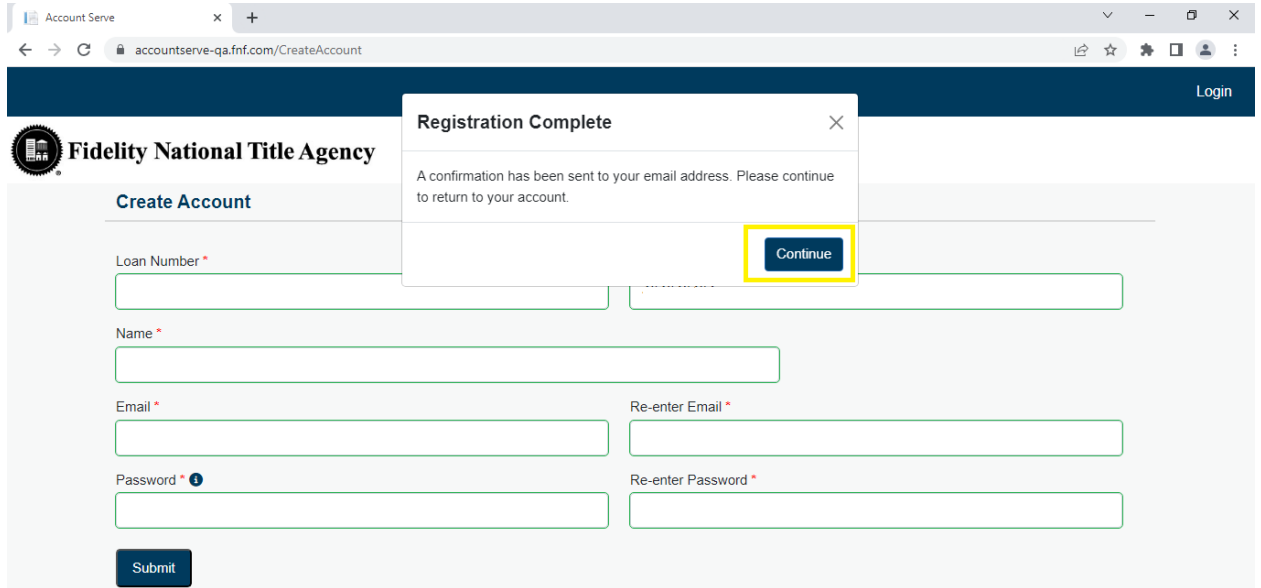 Account Serve
accountserve-qa.fnf.com/CreateAccount
Login
Registration Complete
Fidelity National Title Agency
A confirmation has been sent to your email address. Please continue
to return to your account.
Create Account
Continue
Loan Number *
Name *
Email * Re-enter Email *
Password * Re-enter Password *
Submit